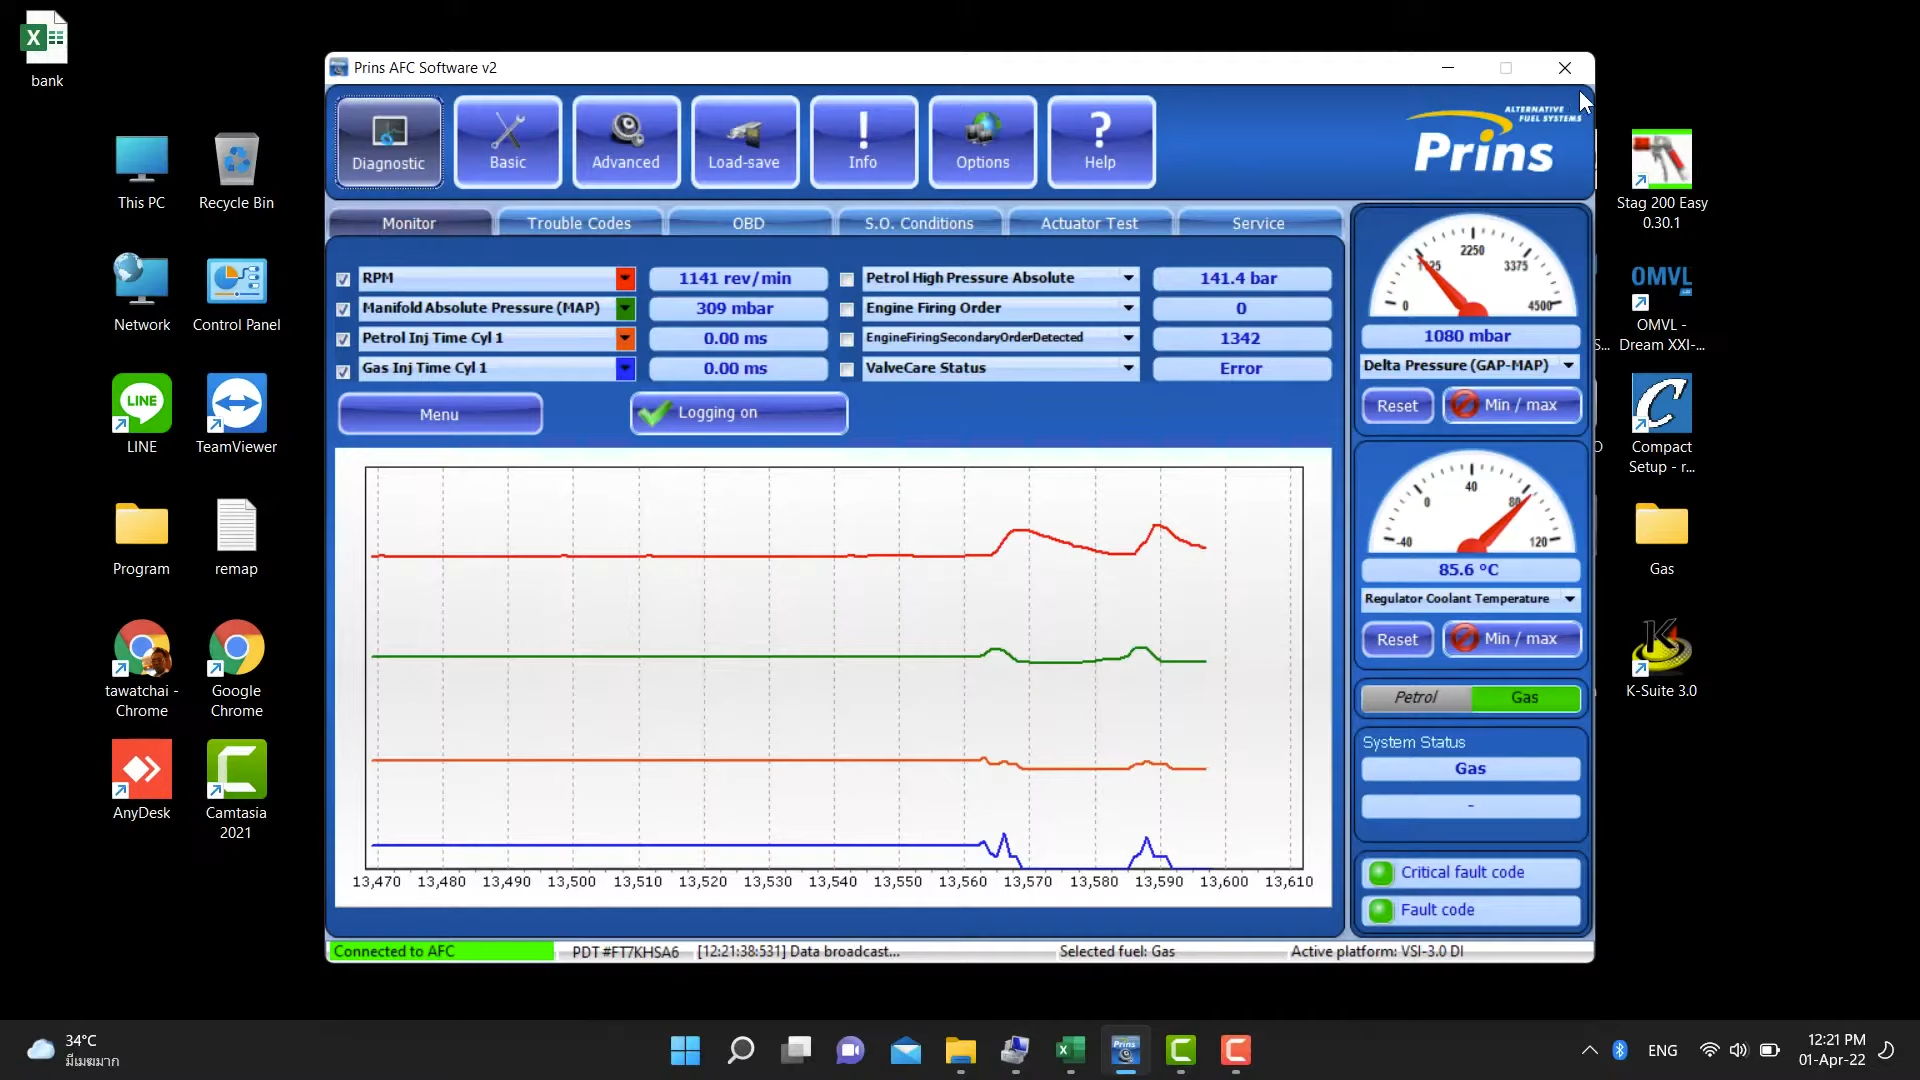 bank
This PC
Recycle Bin
Network
Control Panel
LINE
LINE
TeamViewer
Program
remap
tawatchai -
Chrome
Google
Chrome
AnyDesk
Camtasia
2021
Prins AFC Software v2
Diagnostic
Basic
Advanced
Load-save
Info
Options
Help
ALTERNATIVE
FUEL SYSTEMS
Prins
Monitor
Trouble Codes
OBD
S.O. Conditions
Actuator Test
Service
RPM
1141 rev/min
Petrol High Pressure Absolute
141.4 bar
Manifold Absolute Pressure (MAP)
309 mbar
Engine Firing Order
0
Petrol Inj Time Cyl 1
0.00 ms
EngineFiringSecondaryOrderDetected
1342
Gas Inj Time Cyl 1
0.00 ms
ValveCare Status
Error
Menu
Logging on
13,470 13,480 13,490 13,500 13,510 13,520 13,530 13,540 13,550 13,560 13,570 13,580 13,590 13,600 13,610
0 1125 2250 3375 4500
1080 mbar
Delta Pressure (GAP-MAP)
Reset
Min / max
-40 0 40 80 120
85.6 °C
Regulator Coolant Temperature
Reset
Min / max
Petrol
Gas
System Status
Gas
-
Critical fault code
Fault code
Connected to AFC
PDT #FT7KHSA6
[12:21:38:531] Data broadcast...
Selected fuel: Gas
Active platform: VSI-3.0 DI
Stag 200 Easy
0.30.1
OMVL
OMVL -
Dream XXI-...
S...
Compact
Setup - r...
Gas
K-Suite 3.0
34°C
มีเมฆมาก
Prins
ENG
12:21 PM
01-Apr-22